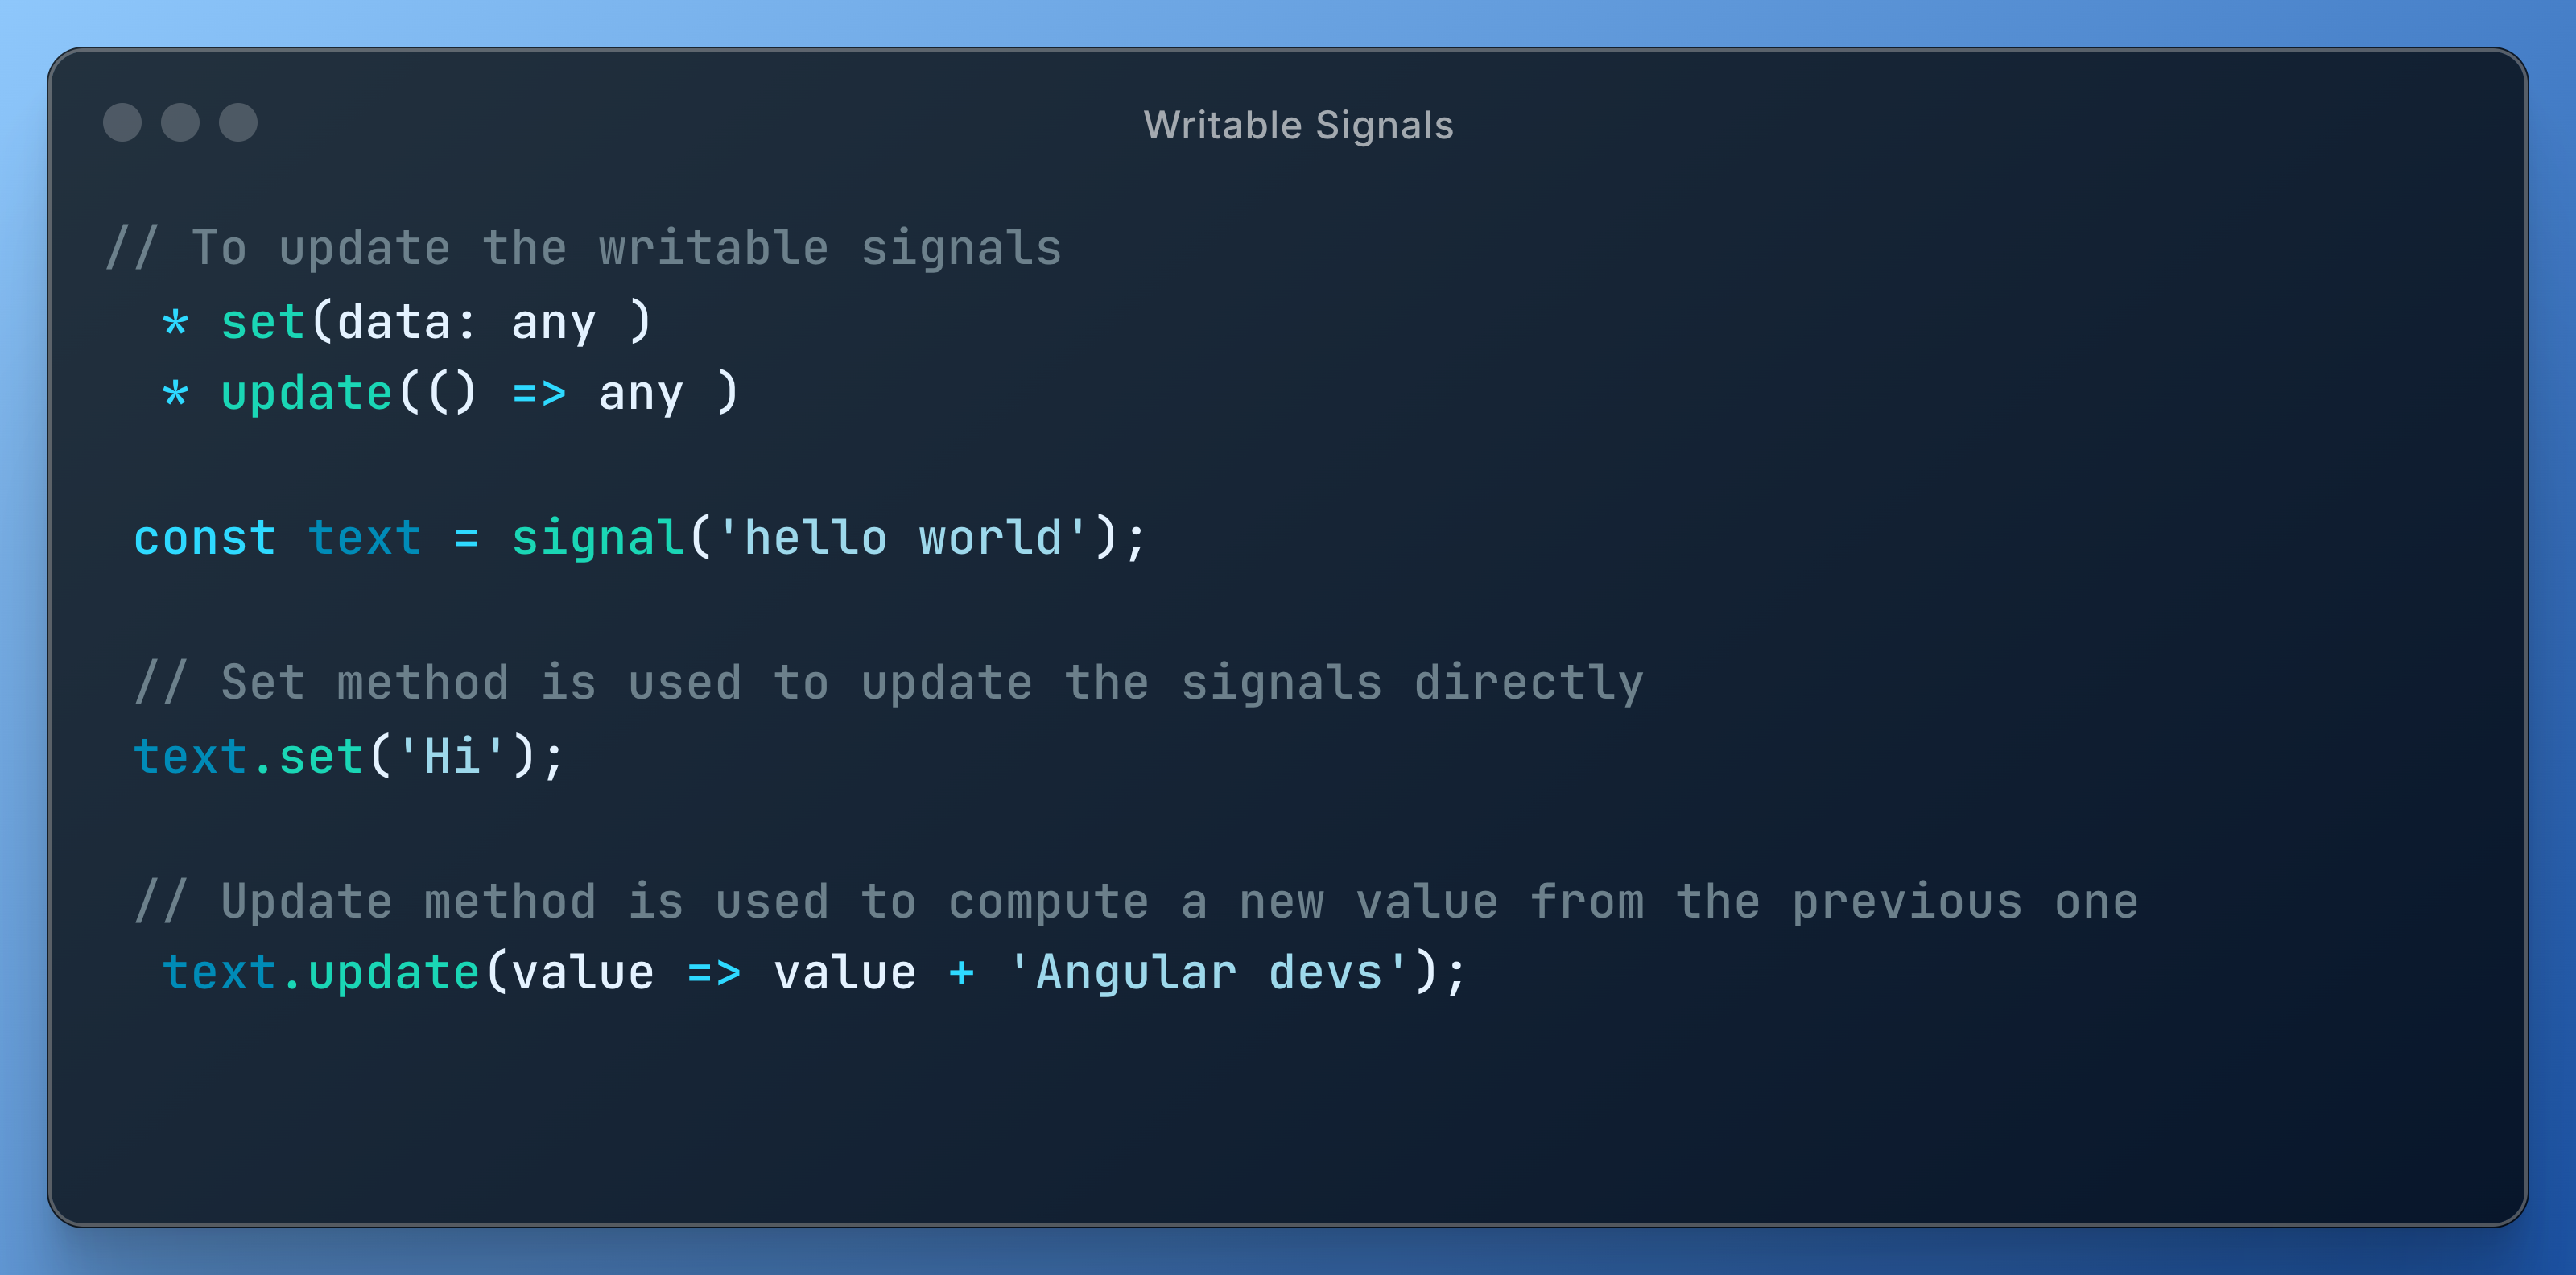 Writable Signals
// To update the writable signals
* set(data: any )
* update(() => any )
const text = signal('hello world');
// Set method is used to update the signals directly
text.set('Hi');
// Update method is used to compute a new value from the previous one
text.update(value => value + 'Angular devs');